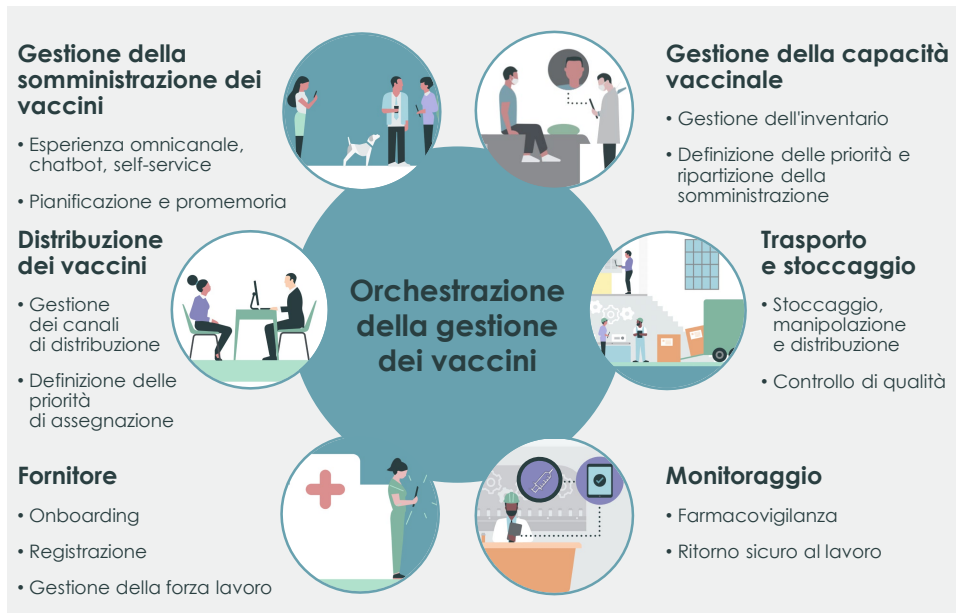 Gestione della
somministrazione dei
vaccini
• Esperienza omnicanale,
chatbot, self-service
• Pianificazione e promemoria
Gestione della capacità
vaccinale
• Gestione dell'inventario
• Definizione delle priorità e
ripartizione della
somministrazione
Distribuzione
dei vaccini
• Gestione
dei canali
di distribuzione
• Definizione delle
priorità
di assegnazione
Orchestrazione
della gestione
dei vaccini
Trasporto
e stoccaggio
• Stoccaggio,
manipolazione
e distribuzione
• Controllo di qualità
Fornitore
• Onboarding
• Registrazione
• Gestione della forza lavoro
Monitoraggio
• Farmacovigilanza
• Ritorno sicuro al lavoro